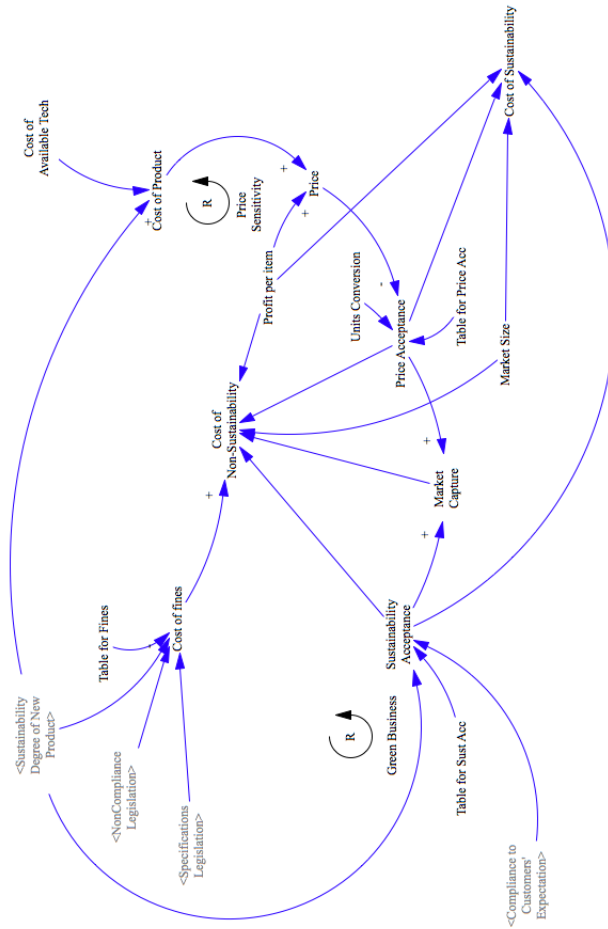 Cost of
Available Tech
+
Cost of Product
R
Price
Sensitivity
+
Price
+
Profit per item
Cost of Sustainability
Units Conversion
-
Price Acceptance
Table for Price Acc
Market Size
Cost of
Non-Sustainability
+
+
Market
Capture
+
Table for Fines
-
Cost of fines
Sustainability
Acceptance
R
Green Business
Table for Sust Acc
<Sustainability
Degree of New
Product>
<NonCompliance
Legislation>
<Specifications
Legislation>
<Compliance to
Customers'
Expectation>